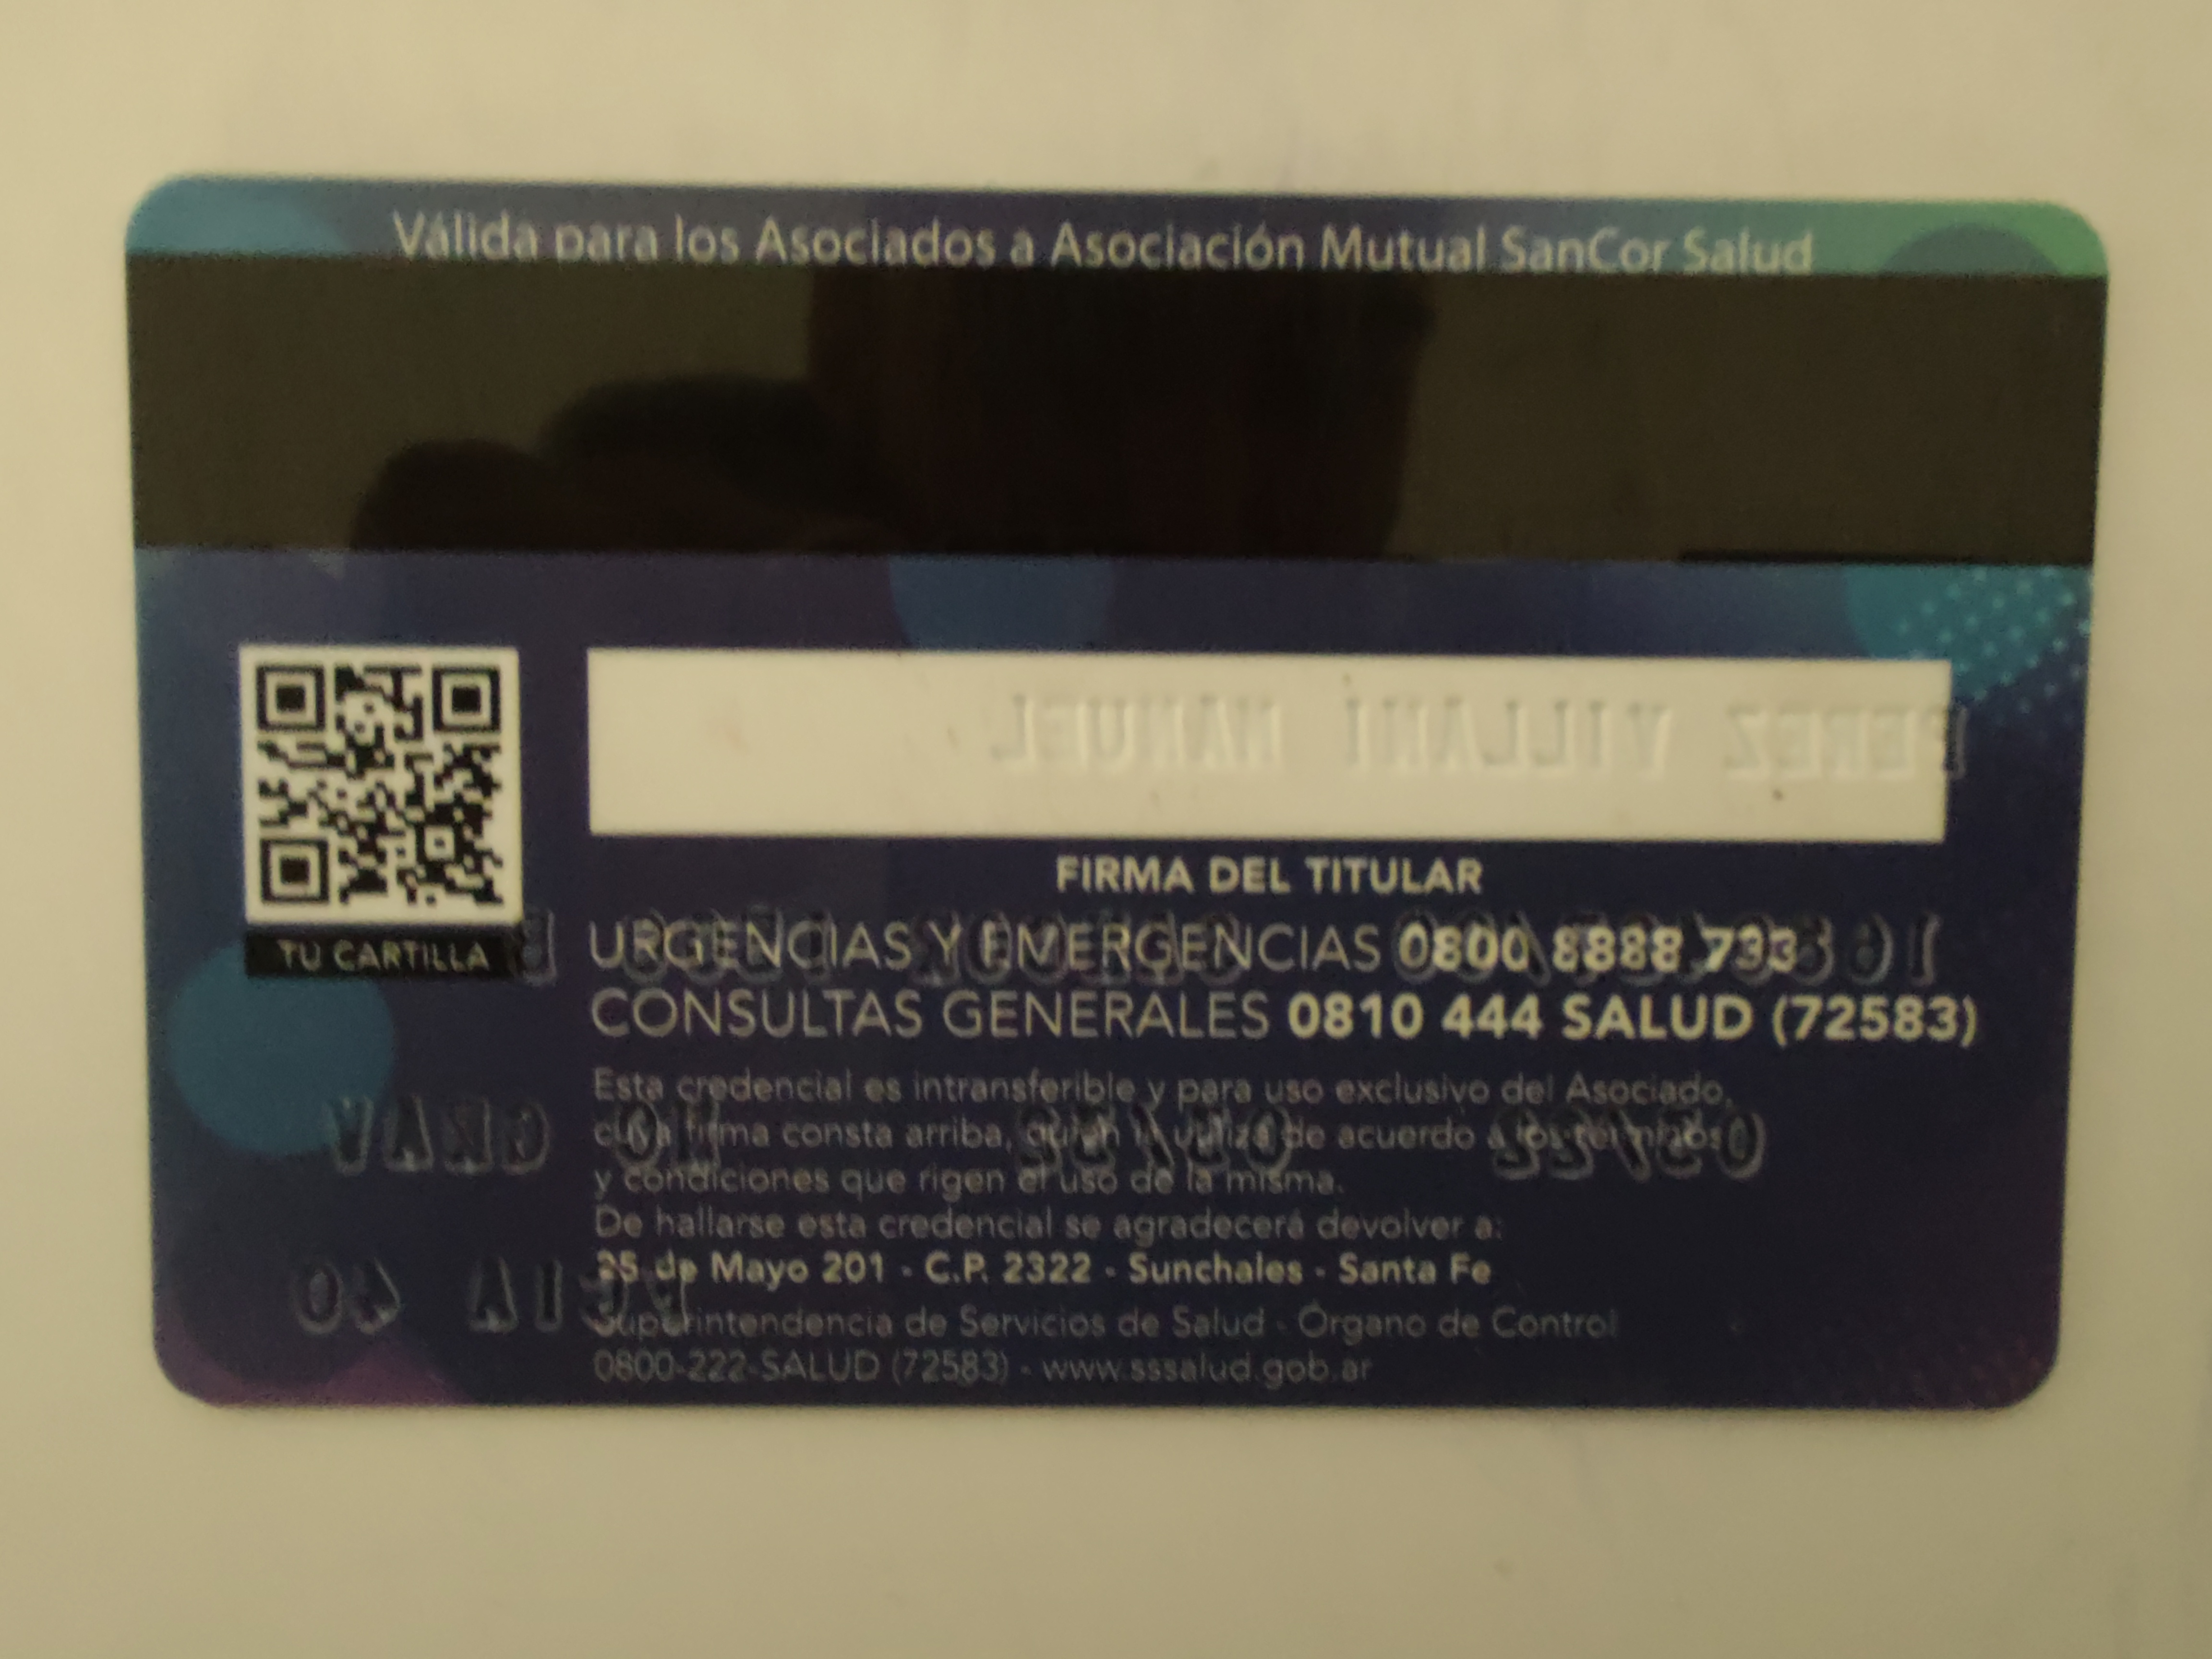 Válida para los Asociados a Asociación Mutual SanCor Salud
PEREZ VILLANI MANUEL
FIRMA DEL TITULAR
TU CARTILLA
URGENCIAS Y EMERGENCIAS 0800 8888 733
CONSULTAS GENERALES 0810 444 SALUD (72583)
Esta credencial es intransferible y para uso exclusivo del Asociado,
cuya firma consta arriba, quien la utiliza de acuerdo a los términos
y condiciones que rigen el uso de la misma.
De hallarse esta credencial se agradecerá devolver a:
25 de Mayo 201 - C.P. 2322 - Sunchales - Santa Fe
Superintendencia de Servicios de Salud - Órgano de Control
0800-222-SALUD (72583) - www.sssalud.gob.ar